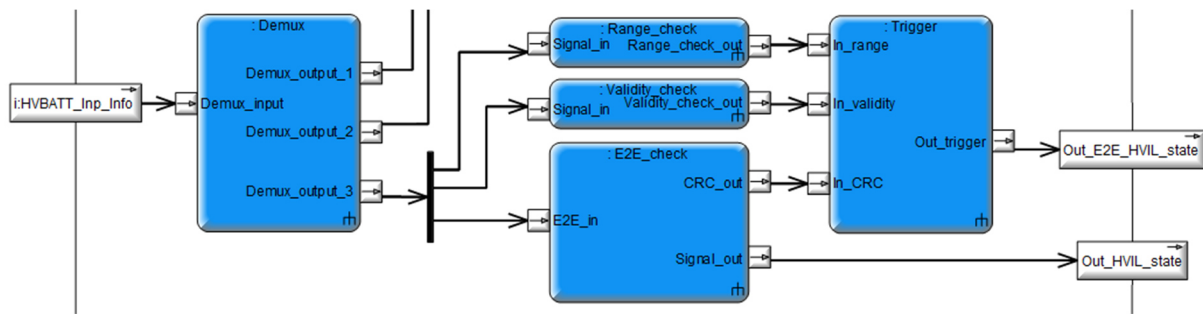 : Demux
Demux_output_1
i:HVBATT_Inp_Info
Demux_input
Demux_output_2
Demux_output_3
: Range_check
Signal_in
Range_check_out
: Validity_check
Signal_in
Validity_check_out
: E2E_check
CRC_out
E2E_in
Signal_out
: Trigger
In_range
In_validity
Out_trigger
In_CRC
Out_E2E_HVIL_state
Out_HVIL_state